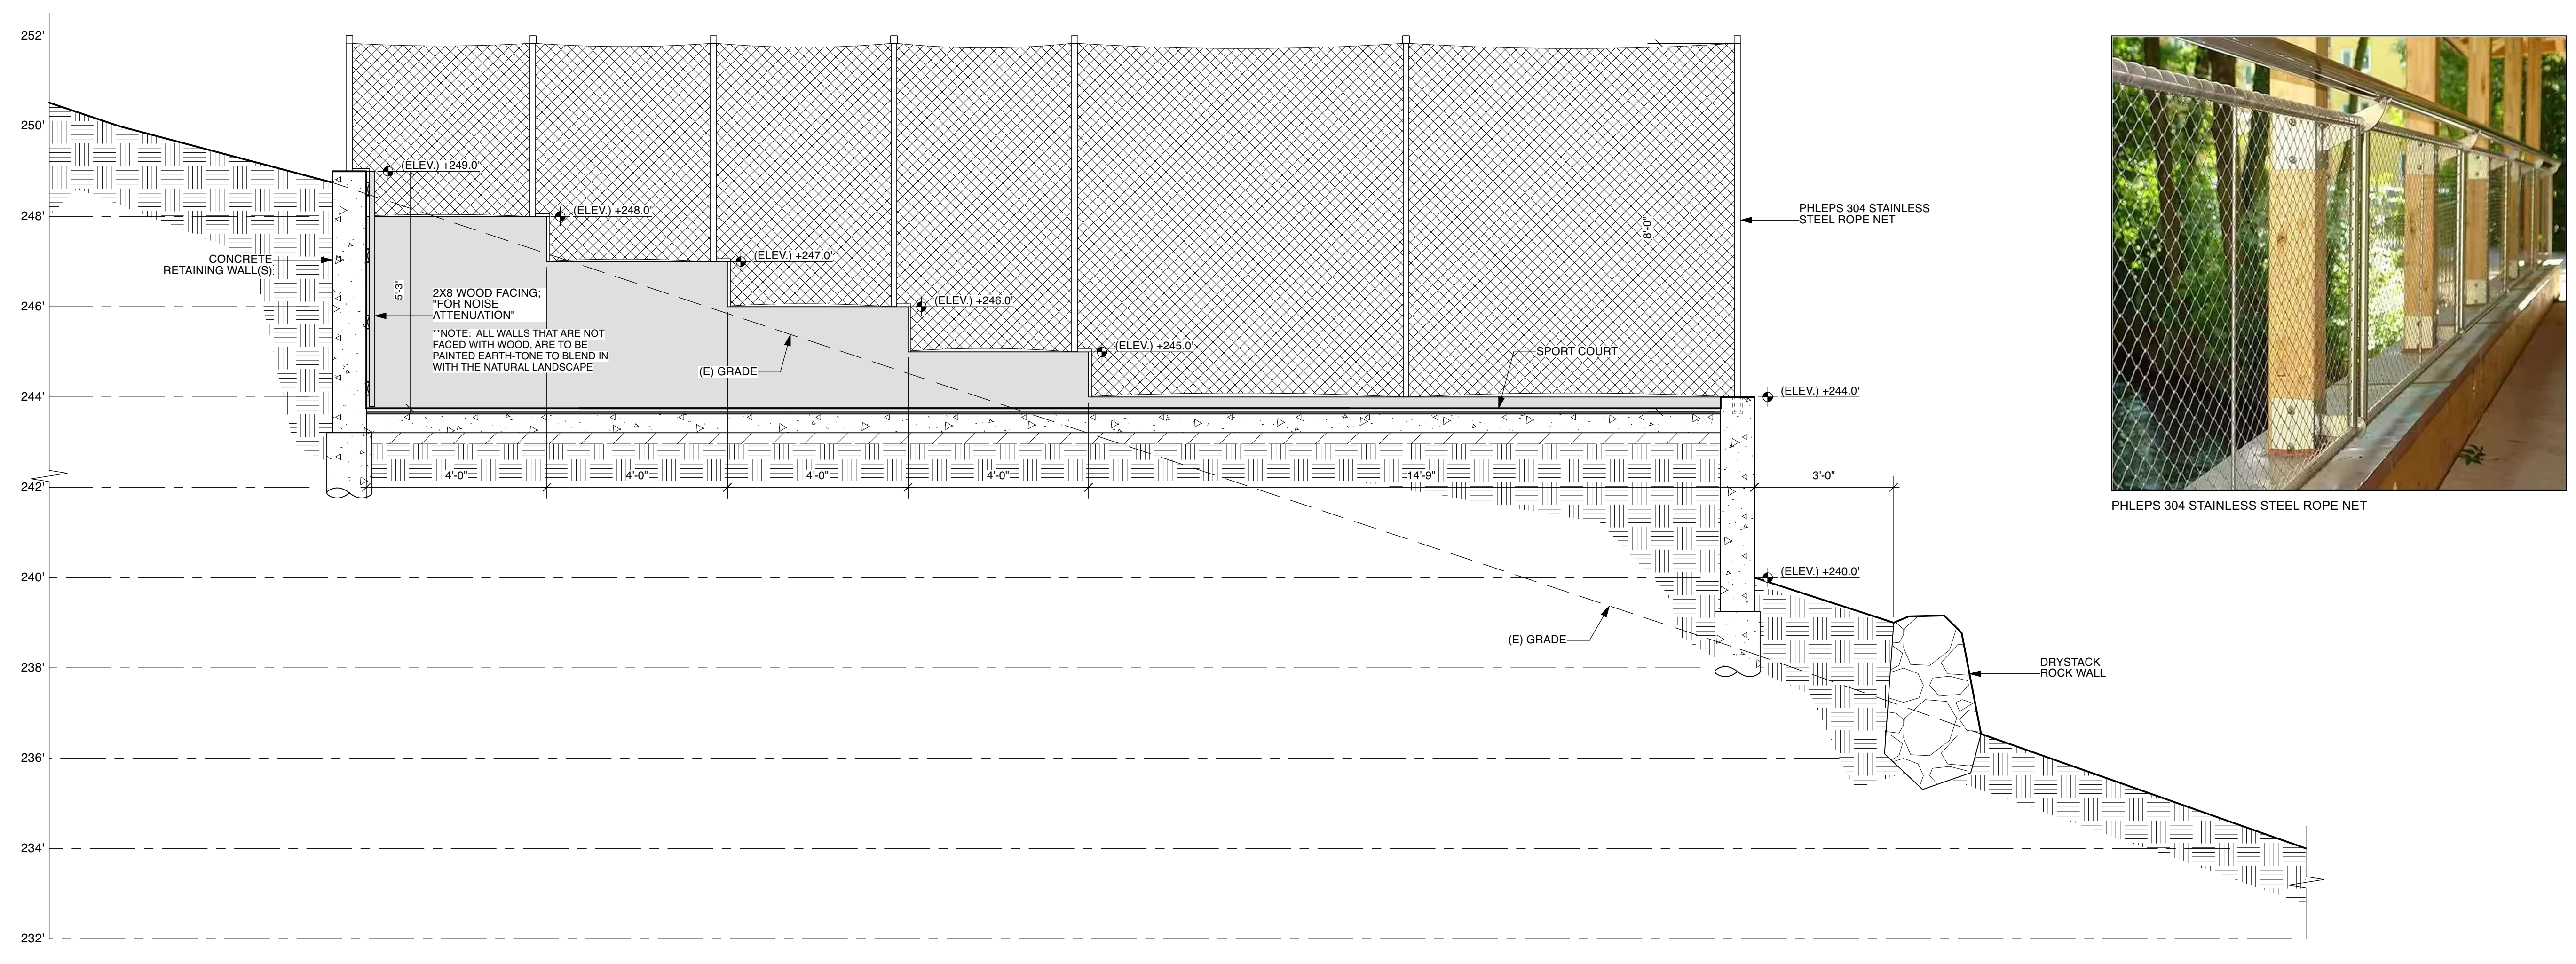 252'
250'
248'
246'
244'
242'
240'
238'
236'
234'
232'
(ELEV.) +249.0'
(ELEV.) +248.0'
(ELEV.) +247.0'
(ELEV.) +246.0'
(ELEV.) +245.0'
(ELEV.) +244.0'
(ELEV.) +240.0'
CONCRETE
RETAINING WALL(S)
5'-3"
2X8 WOOD FACING;
"FOR NOISE
ATTENUATION"
**NOTE: ALL WALLS THAT ARE NOT
FACED WITH WOOD, ARE TO BE
PAINTED EARTH-TONE TO BLEND IN
WITH THE NATURAL LANDSCAPE
(E) GRADE
SPORT COURT
8'-0"
PHLEPS 304 STAINLESS
STEEL ROPE NET
4'-0"
4'-0"
4'-0"
4'-0"
14'-9"
3'-0"
(E) GRADE
DRYSTACK
ROCK WALL
PHLEPS 304 STAINLESS STEEL ROPE NET